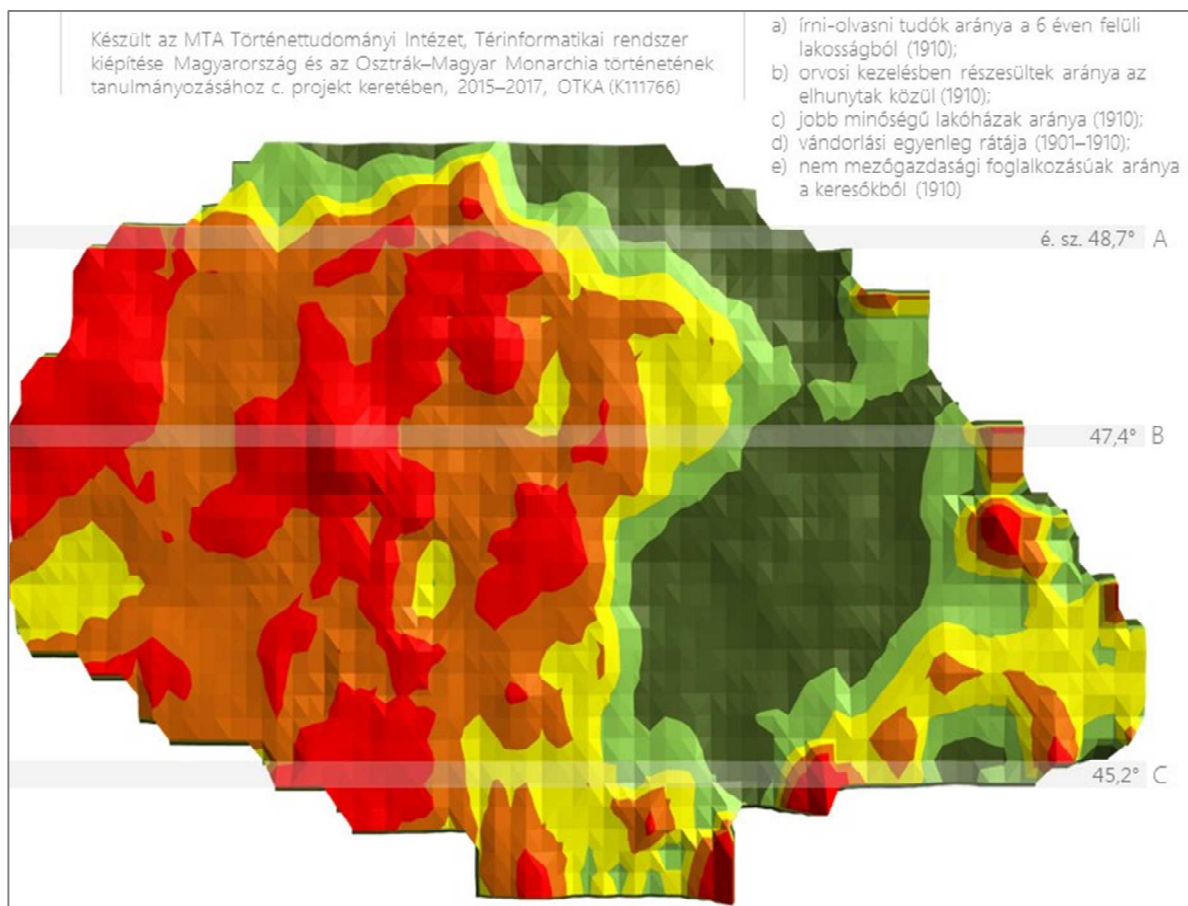 Készült az MTA Történettudományi Intézet, Térinformatikai rendszer
kiépítése Magyarország és az Osztrák–Magyar Monarchia történetének
tanulmányozásához c. projekt keretében, 2015–2017, OTKA (K111766)
a) írni-olvasni tudók aránya a 6 éven felüli
lakosságból (1910);
b) orvosi kezelésben részesültek aránya az
elhunytak közül (1910);
c) jobb minőségű lakóházak aránya (1910);
d) vándorlási egyenleg rátája (1901–1910);
e) nem mezőgazdasági foglalkozásúak aránya
a keresőkből (1910)
é. sz. 48,7° A
47,4° B
45,2° C